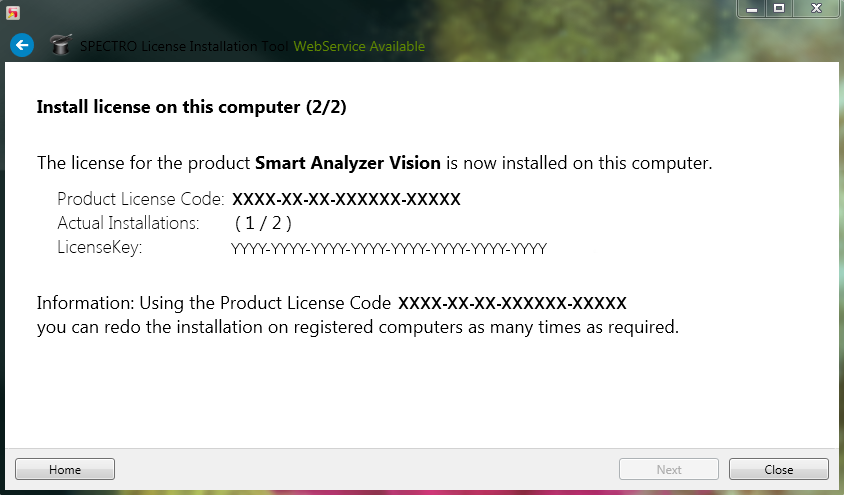 SPECTRO License Installation Tool WebService Available
Install license on this computer (2/2)
The license for the product Smart Analyzer Vision is now installed on this computer.
Product License Code: XXXX-XX-XX-XXXXXX-XXXXX
Actual Installations: ( 1 / 2 )
LicenseKey: YYYY-YYYY-YYYY-YYYY-YYYY-YYYY-YYYY-YYYY
Information: Using the Product License Code XXXX-XX-XX-XXXXXX-XXXXX
you can redo the installation on registered computers as many times as required.
Home Next Close